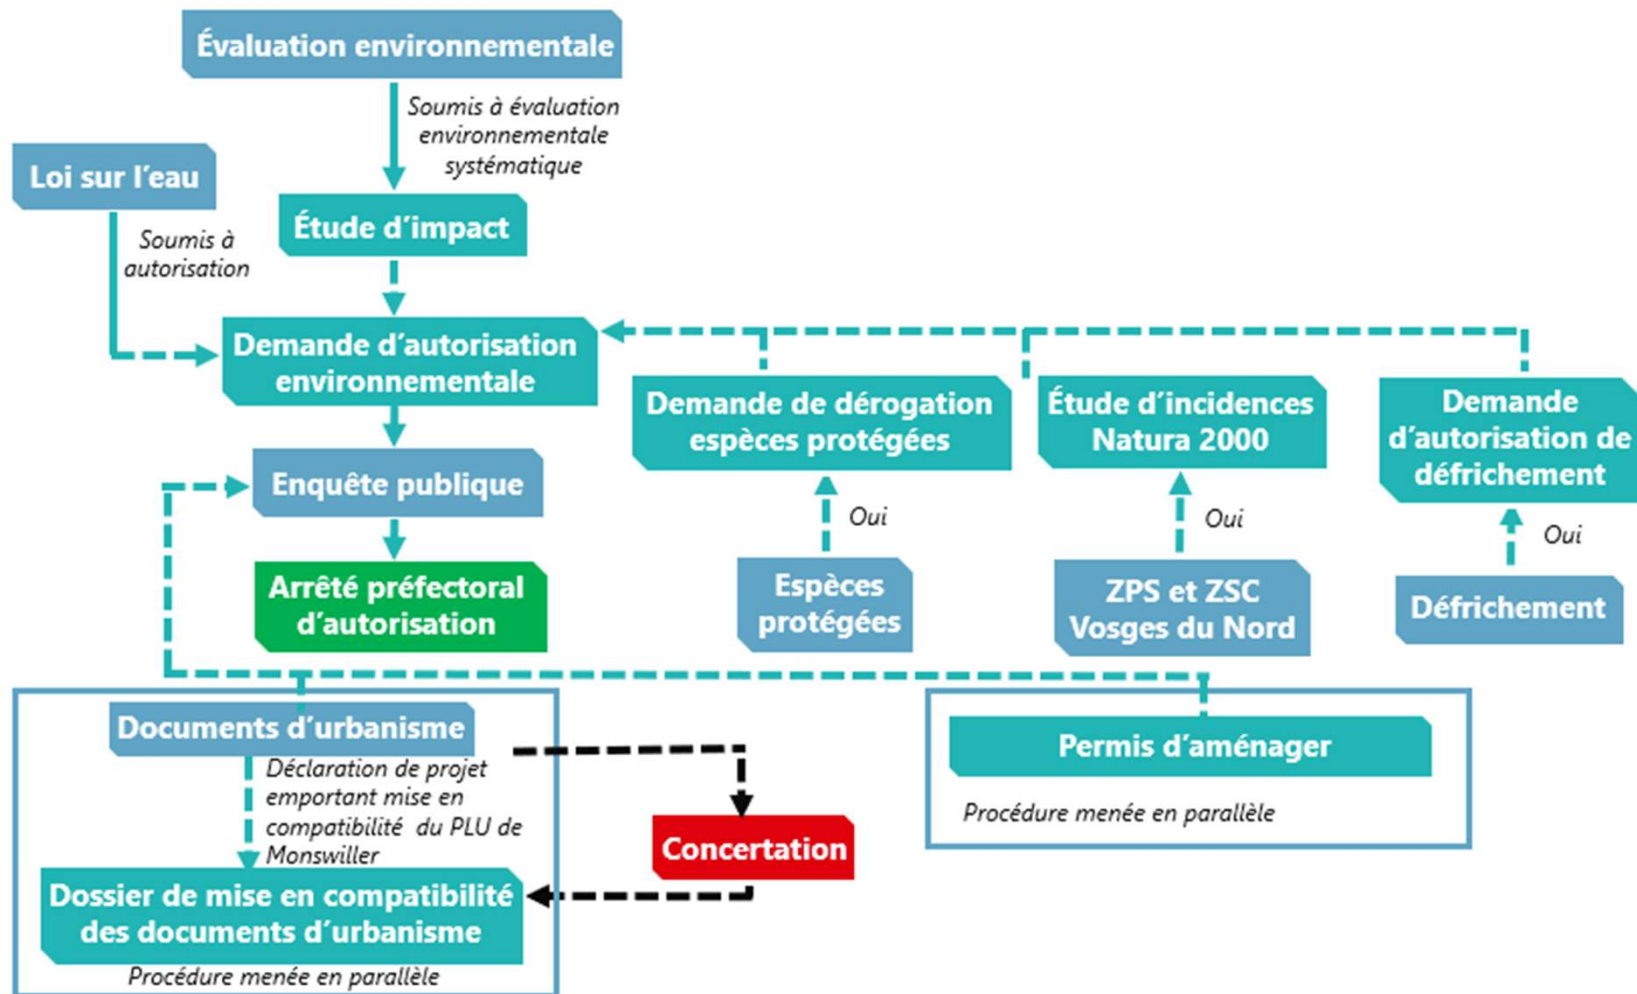 Évaluation environnementale
Soumis à évaluation
environnementale
systématique
Loi sur l'eau
Soumis à
autorisation
Étude d'impact
Demande d'autorisation
environnementale
Demande de dérogation
espèces protégées
Étude d'incidences
Natura 2000
Demande
d'autorisation de
défrichement
Enquête publique
Oui
Oui
Oui
Arrêté préfectoral
d'autorisation
Espèces
protégées
ZPS et ZSC
Vosges du Nord
Défrichement
Documents d'urbanisme
Déclaration de projet
emportant mise en
compatibilité du PLU de
Monswiller
Concertation
Permis d'aménager
Procédure menée en parallèle
Dossier de mise en compatibilité
des documents d'urbanisme
Procédure menée en parallèle